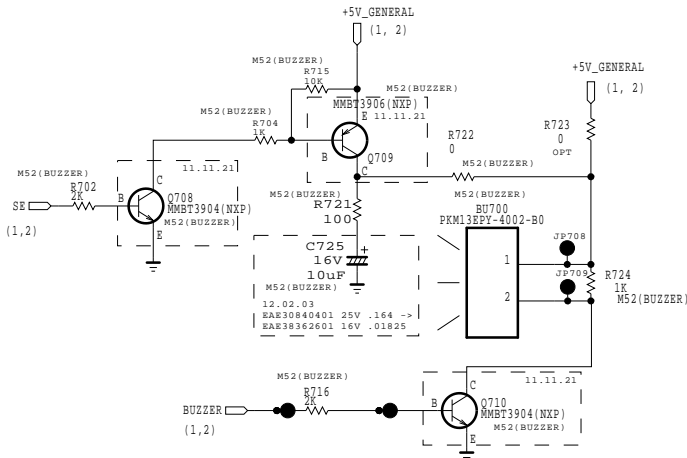 +5V_GENERAL
(1, 2)
M52(BUZZER)
R715
10K
M52(BUZZER)
+5V_GENERAL
(1, 2)
MMBT3906(NXP)
11.11.21
M52(BUZZER)
R704
1K
E
B
C
Q709
R722
0
M52(BUZZER)
R723
0
OPT
11.11.21
M52(BUZZER)
R702
2K
SE
(1,2)
B
C
E
Q708
MMBT3904(NXP)
M52(BUZZER)
M52(BUZZER)
R721
100
M52(BUZZER)
BU700
PKM13EPY-4002-B0
1
2
JP708
JP709
R724
1K
M52(BUZZER)
C725
16V
10uF
+
M52(BUZZER)
12.02.03
EAE30840401 25V .164 ->
EAE38362601 16V .01825
M52(BUZZER)
R716
2K
BUZZER
(1,2)
11.11.21
B
C
E
Q710
MMBT3904(NXP)
M52(BUZZER)